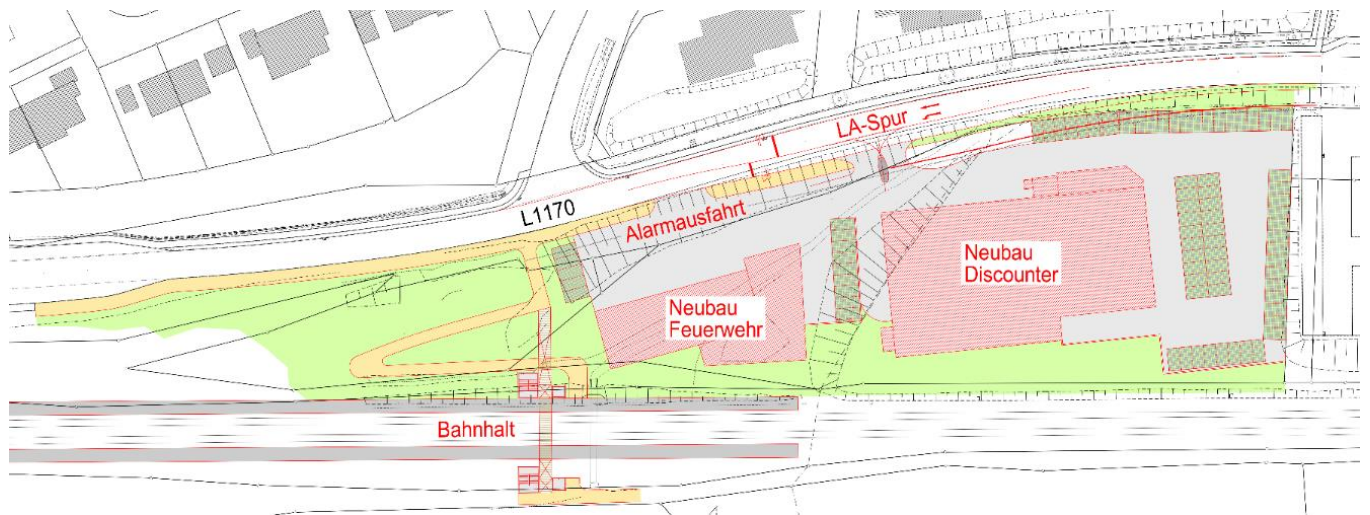 LA-Spur
L1170
Alarmausfahrt
Neubau
Discounter
Neubau
Feuerwehr
Bahnhalt